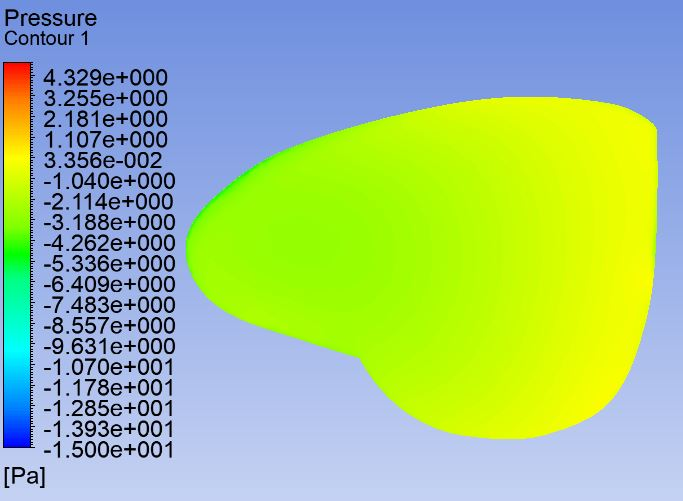 Pressure
Contour 1
4.329e+000
3.255e+000
2.181e+000
1.107e+000
3.356e-002
-1.040e+000
-2.114e+000
-3.188e+000
-4.262e+000
-5.336e+000
-6.409e+000
-7.483e+000
-8.557e+000
-9.631e+000
-1.070e+001
-1.178e+001
-1.285e+001
-1.393e+001
-1.500e+001
[Pa]